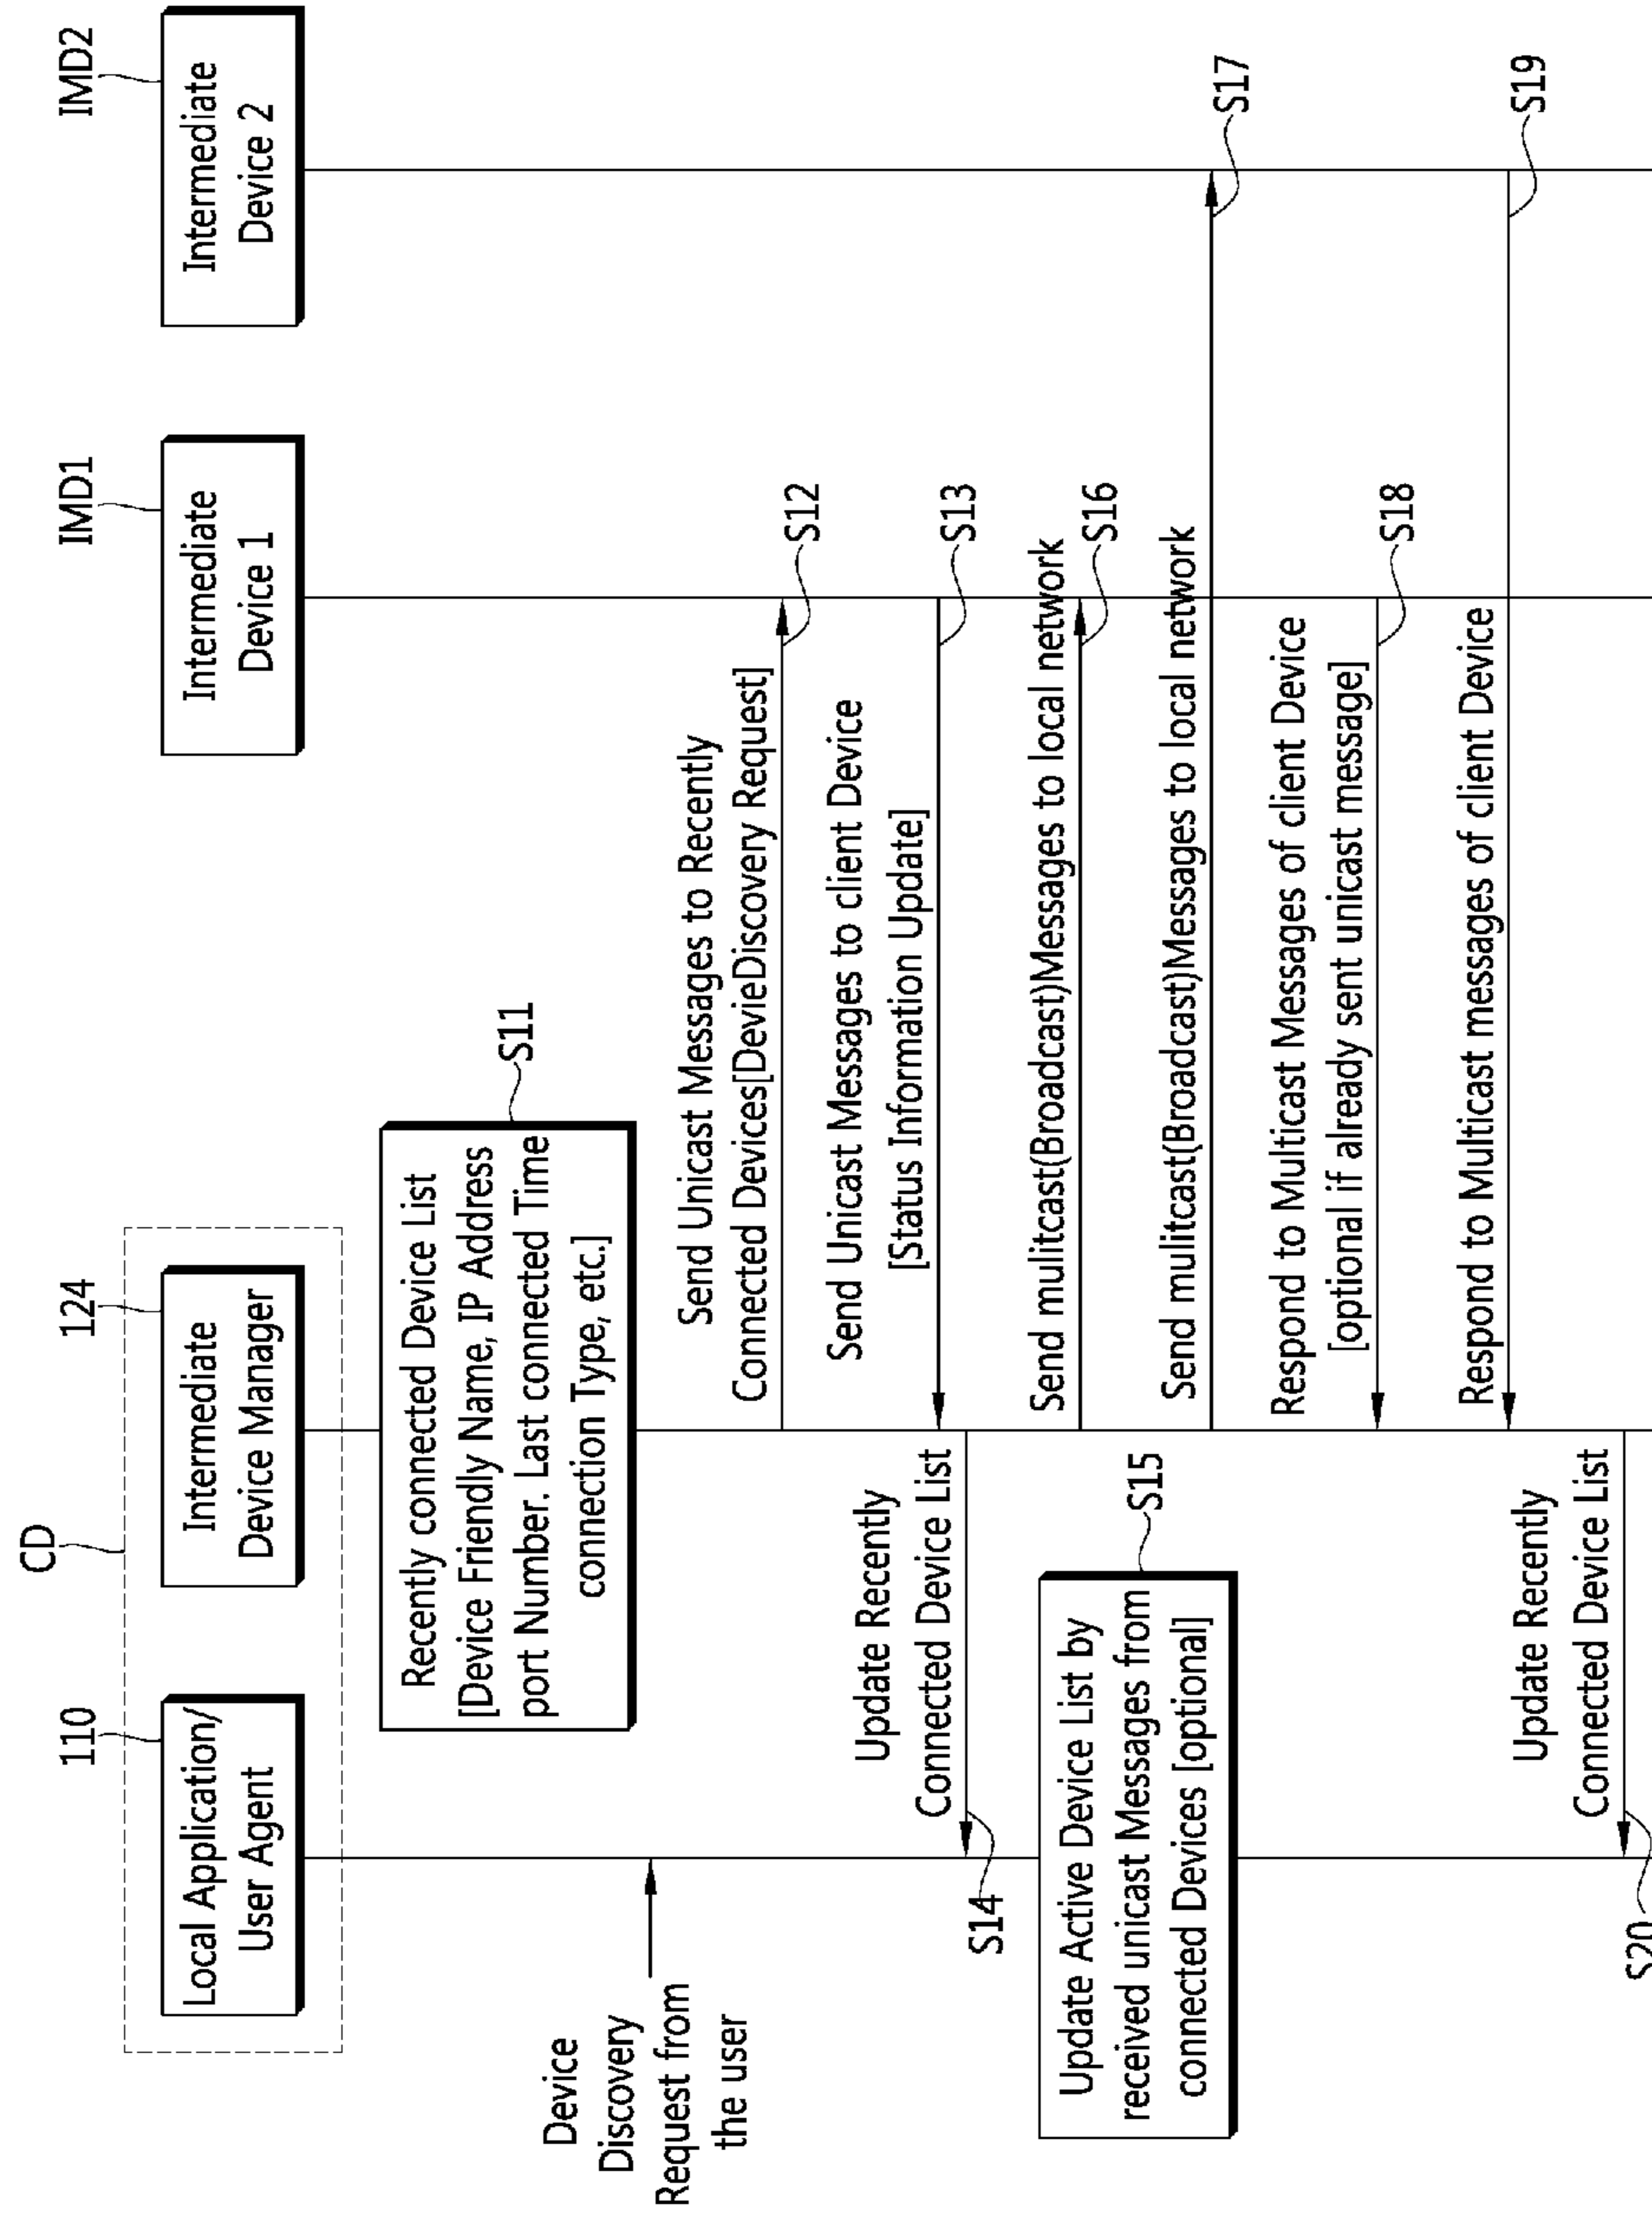 CD
110
124
IMD1
IMD2
Local Application/
User Agent
Intermediate
Device Manager
Intermediate
Device 1
Intermediate
Device 2
Recently connected Device List
[Device Friendly Name, IP Address
port Number. Last connected Time
connection Type, etc.]
S11
Device
Discovery
Request from
the user
Send Unicast Messages to Recently
Connected Devices[DevieDiscovery Request]
S12
Send Unicast Messages to client Device
[Status Information Update]
S13
Update Recently
Connected Device List
S14
Send mulitcast(Broadcast)Messages to local network
S16
Update Active Device List by
received unicast Messages from
connected Devices [optional]
S15
Send mulitcast(Broadcast)Messages to local network
S17
Respond to Multicast Messages of client Device
[optional if already sent unicast message]
S18
Respond to Multicast messages of client Device
S19
Update Recently
Connected Device List
S20